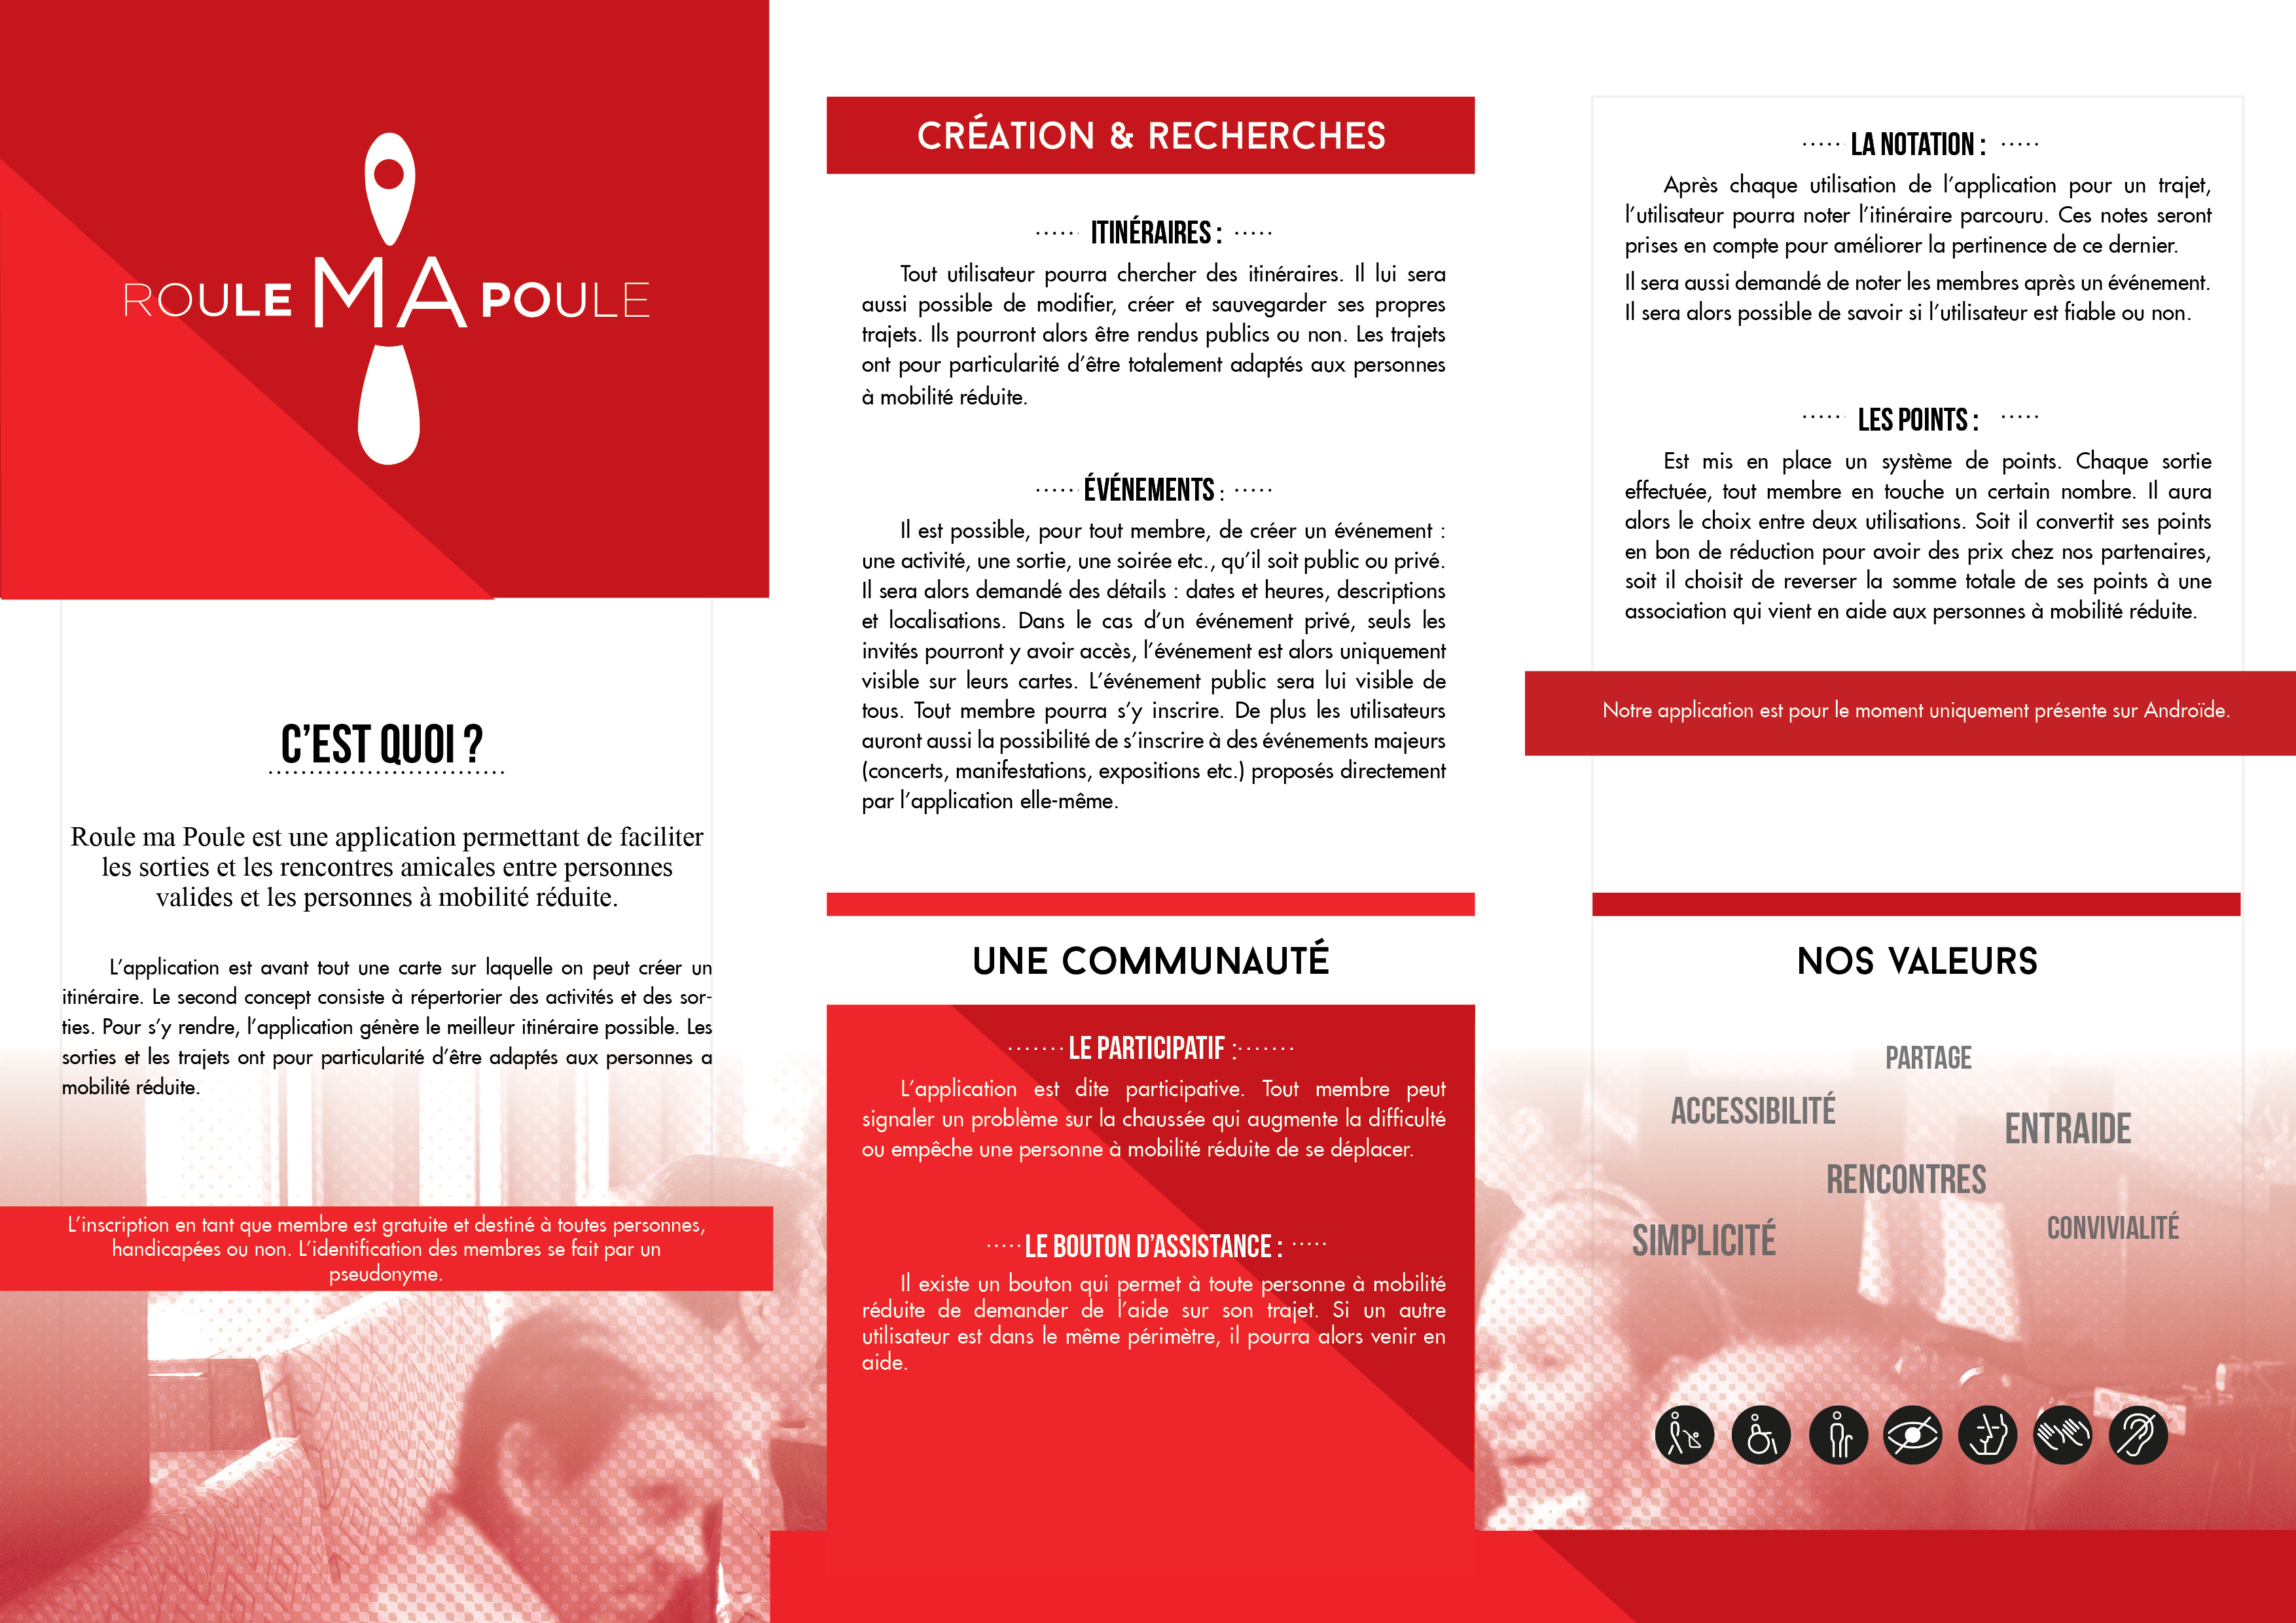 ROULE MA POULE
C'EST QUOI ?
Roule ma Poule est une application permettant de faciliter
les sorties et les rencontres amicales entre personnes
valides et les personnes à mobilité réduite.
L'application est avant tout une carte sur laquelle on peut créer un
itinéraire. Le second concept consiste à répertorier des activités et des sor-
ties. Pour s'y rendre, l'application génère le meilleur itinéraire possible. Les
sorties et les trajets ont pour particularité d'être adaptés aux personnes a
mobilité réduite.
L'inscription en tant que membre est gratuite et destiné à toutes personnes,
handicapées ou non. L'identification des membres se fait par un
pseudonyme.
CRÉATION & RECHERCHES
ITINÉRAIRES :
Tout utilisateur pourra chercher des itinéraires. Il lui sera
aussi possible de modifier, créer et sauvegarder ses propres
trajets. Ils pourront alors être rendus publics ou non. Les trajets
ont pour particularité d'être totalement adaptés aux personnes
à mobilité réduite.
ÉVÉNEMENTS :
Il est possible, pour tout membre, de créer un événement :
une activité, une sortie, une soirée etc., qu'il soit public ou privé.
Il sera alors demandé des détails : dates et heures, descriptions
et localisations. Dans le cas d'un événement privé, seuls les
invités pourront y avoir accès, l'événement est alors uniquement
visible sur leurs cartes. L'événement public sera lui visible de
tous. Tout membre pourra s'y inscrire. De plus les utilisateurs
auront aussi la possibilité de s'inscrire à des événements majeurs
(concerts, manifestations, expositions etc.) proposés directement
par l'application elle-même.
UNE COMMUNAUTÉ
LE PARTICIPATIF :
L'application est dite participative. Tout membre peut
signaler un problème sur la chaussée qui augmente la difficulté
ou empêche une personne à mobilité réduite de se déplacer.
LE BOUTON D'ASSISTANCE :
Il existe un bouton qui permet à toute personne à mobilité
réduite de demander de l'aide sur son trajet. Si un autre
utilisateur est dans le même périmètre, il pourra alors venir en
aide.
LA NOTATION :
Après chaque utilisation de l'application pour un trajet,
l'utilisateur pourra noter l'itinéraire parcouru. Ces notes seront
prises en compte pour améliorer la pertinence de ce dernier.
Il sera aussi demandé de noter les membres après un événement.
Il sera alors possible de savoir si l'utilisateur est fiable ou non.
LES POINTS :
Est mis en place un système de points. Chaque sortie
effectuée, tout membre en touche un certain nombre. Il aura
alors le choix entre deux utilisations. Soit il convertit ses points
en bon de réduction pour avoir des prix chez nos partenaires,
soit il choisit de reverser la somme totale de ses points à une
association qui vient en aide aux personnes à mobilité réduite.
Notre application est pour le moment uniquement présente sur Androïde.
NOS VALEURS
PARTAGE
ACCESSIBILITÉ
ENTRAIDE
RENCONTRES
SIMPLICITÉ
CONVIVIALITÉ